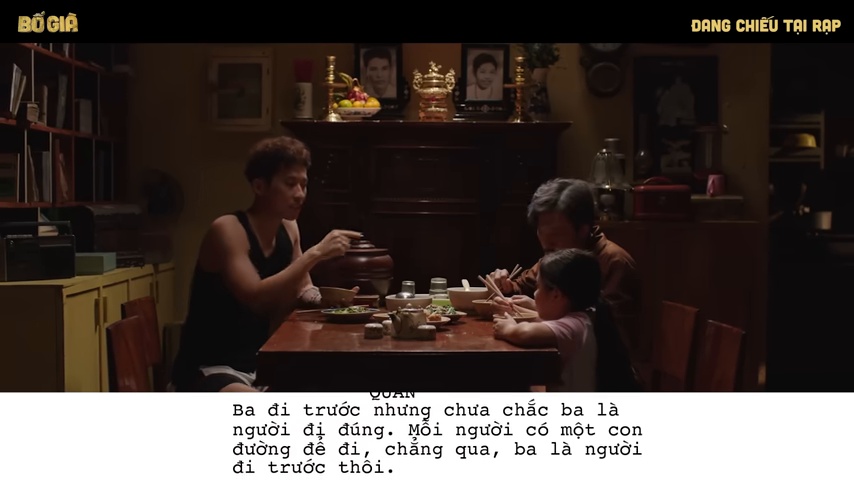 BỐ GIÀ
ĐANG CHIẾU TẠI RẠP
QUÂN
Ba đi trước nhưng chưa chắc ba là
người đi đúng. Mỗi người có một con
đường để đi, chẳng qua, ba là người
đi trước thôi.